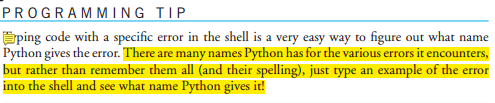 PROGRAMMING TIP
Typing code with a specific error in the shell is a very easy way to figure out what name
Python gives the error. There are many names Python has for the various errors it encounters,
but rather than remember them all (and their spelling), just type an example of the error
into the shell and see what name Python gives it!